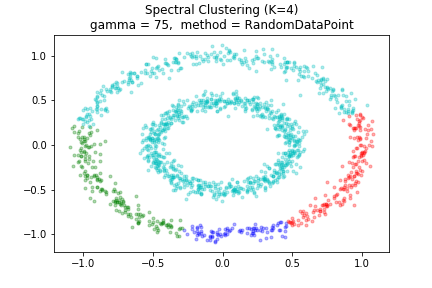 Spectral Clustering (K=4)
gamma = 75,  method = RandomDataPoint
1.0
0.5
0.0
−0.5
−1.0
−1.0 −0.5 0.0 0.5 1.0